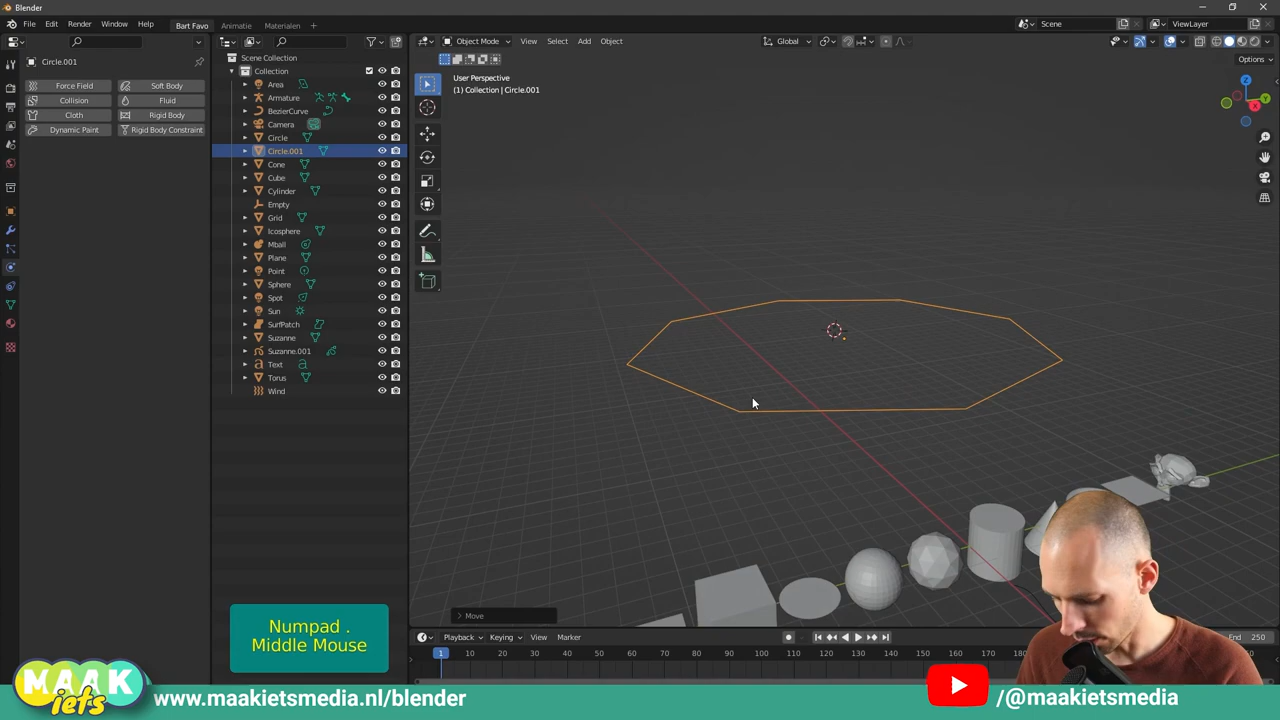 Blender
File Edit Render Window Help Bart Favo Animatie Materialen + Scene ViewLayer
Object Mode View Select Add Object Global
Options
Circle.001
Force Field Soft Body
Collision Fluid
Cloth Rigid Body
Dynamic Paint Rigid Body Constraint
Scene Collection
Collection
Area
Armature
BezierCurve
Camera
Circle
Circle.001
Cone
Cube
Cylinder
Empty
Grid
Icosphere
Mball
Plane
Point
Sphere
Spot
Sun
SurfPatch
Suzanne
Suzanne.001
Text
Torus
Wind
User Perspective
(1) Collection | Circle.001
X
Y
Z
Move
Numpad .
Middle Mouse
Playback Keying View Marker End 250
1 10 20 30 40 50 60 70 80 90 100 110 120 130 140 150 160 170 180
MAAK
iets
www.maakietsmedia.nl/blender
/@maakietsmedia